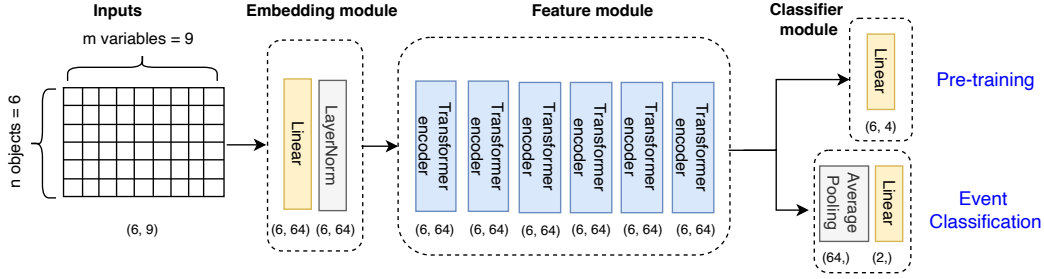 Inputs
m variables = 9
n objects = 6
(6, 9)
Embedding module
Linear
LayerNorm
(6, 64) (6, 64)
Feature module
Transformer
encoder
Transformer
encoder
Transformer
encoder
Transformer
encoder
Transformer
encoder
Transformer
encoder
(6, 64) (6, 64) (6, 64) (6, 64) (6, 64) (6, 64)
Classifier
module
Linear
(6, 4)
Pre-training
Average
Pooling
Linear
(64,) (2,)
Event
Classification